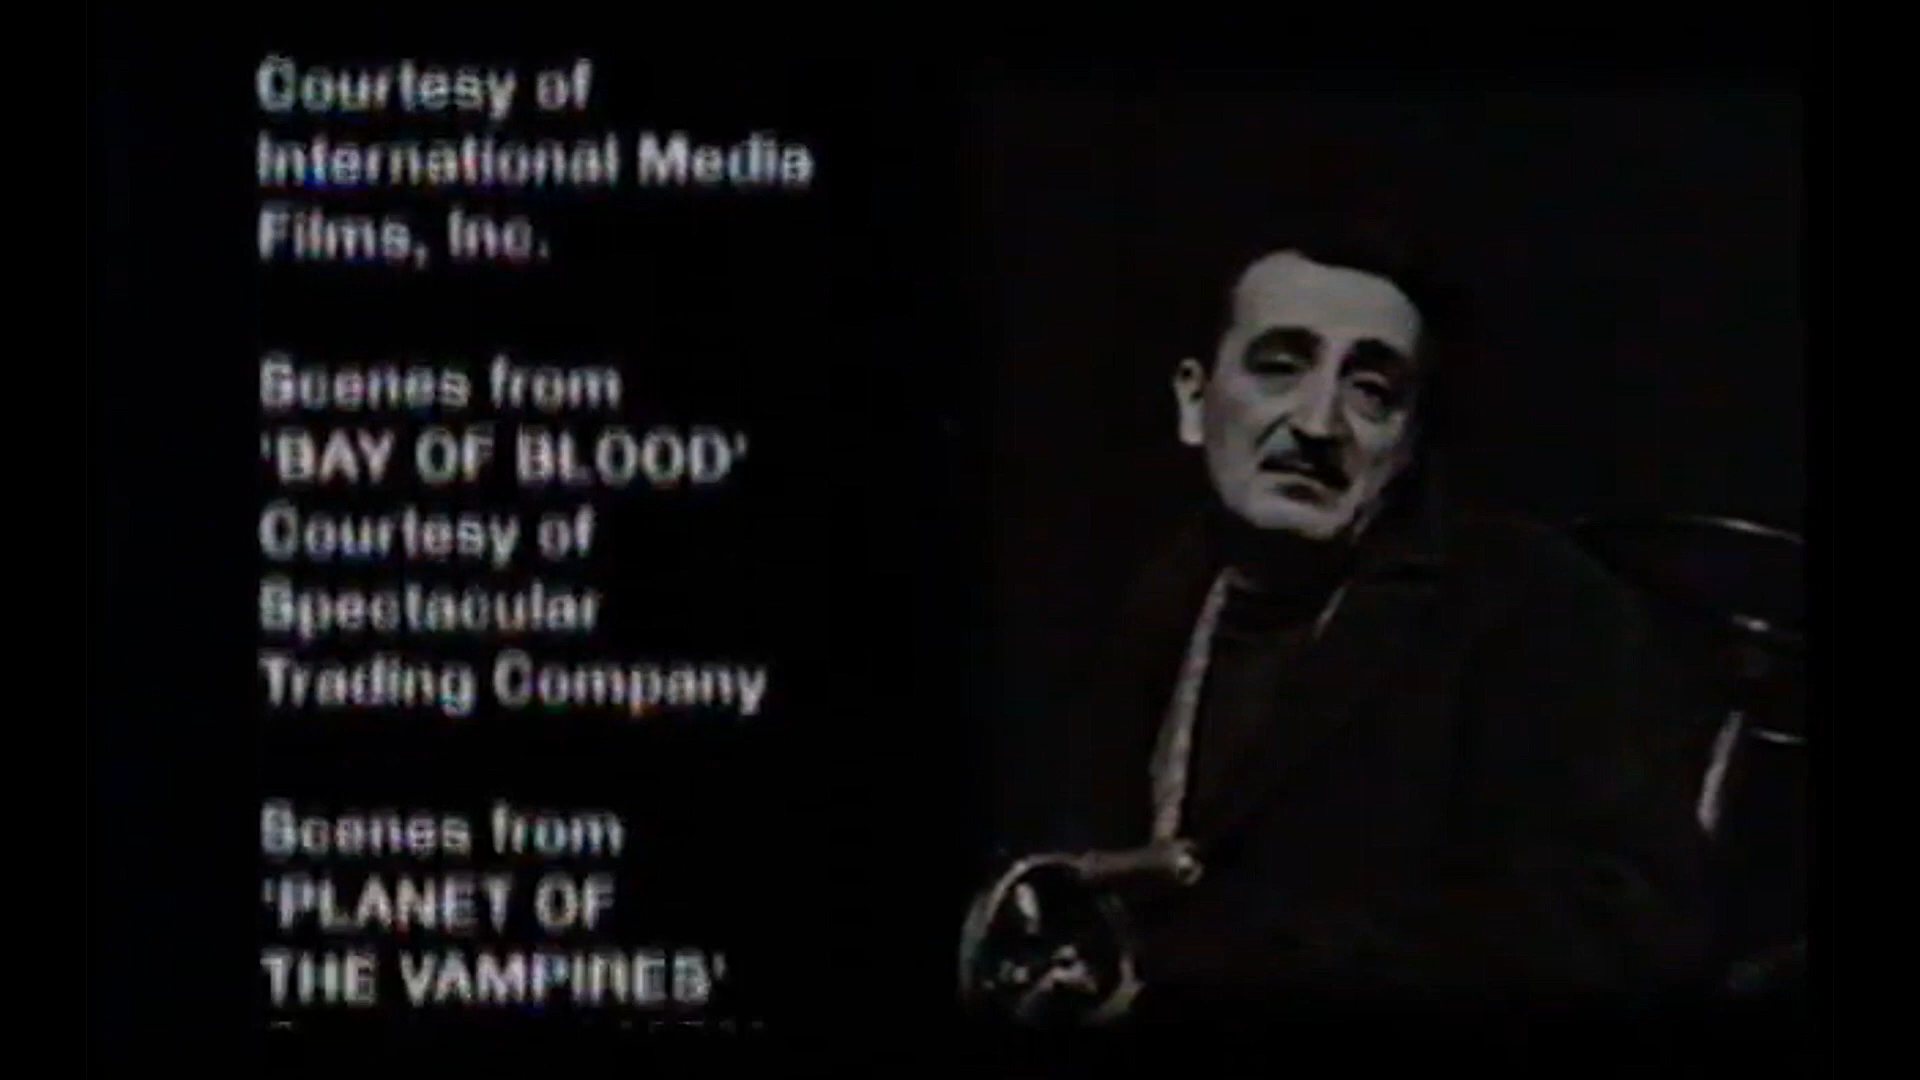 Courtesy of
International Media
Films, Inc.
Scenes from
'BAY OF BLOOD'
Courtesy of
Spectacular
Trading Company
Scenes from
'PLANET OF
THE VAMPIRES'